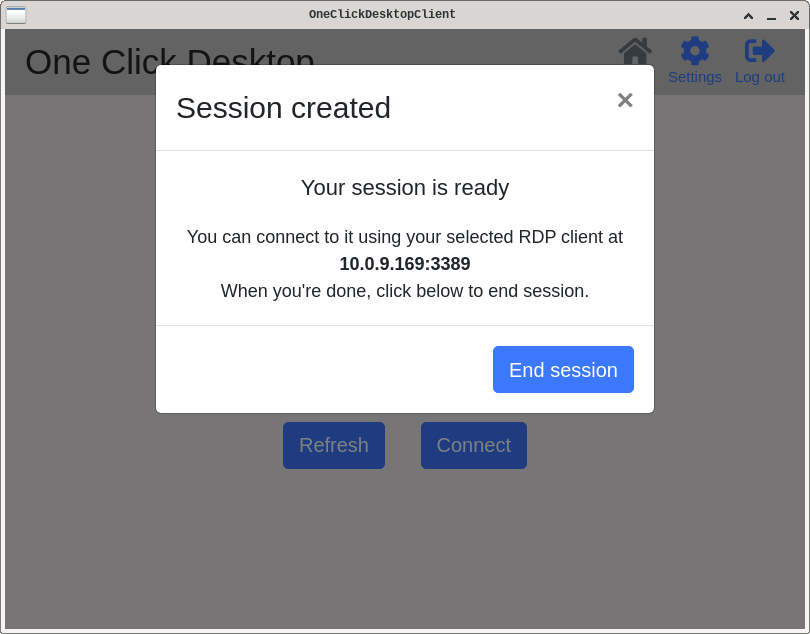 OneClickDesktopClient
One Click Desktop
Settings
Log out
Session created
×
Your session is ready
You can connect to it using your selected RDP client at
10.0.9.169:3389
When you're done, click below to end session.
End session
Refresh
Connect